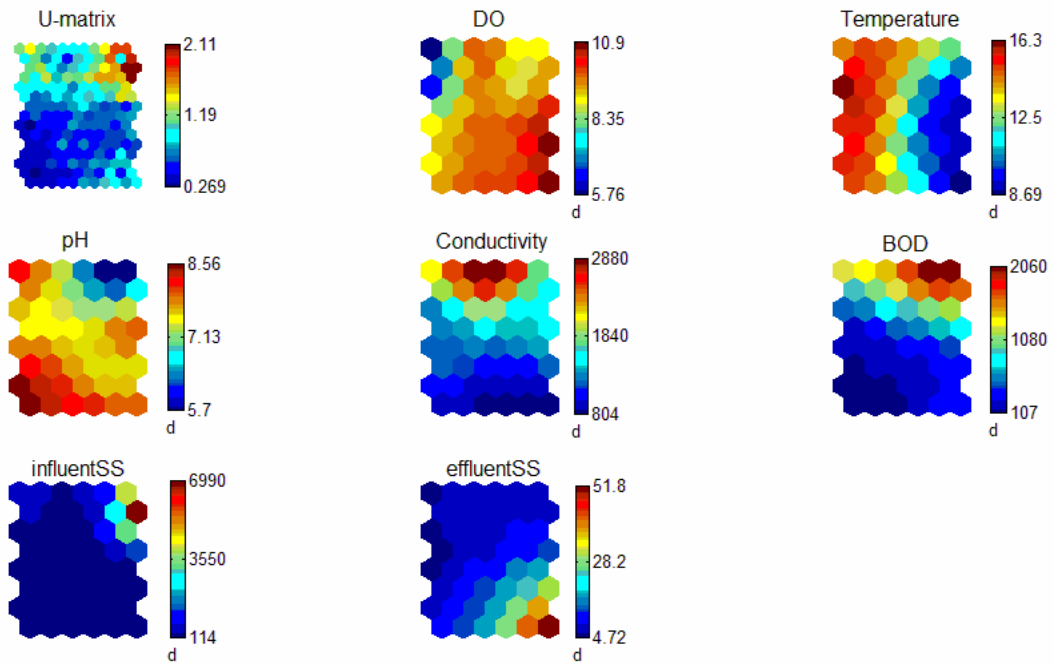 U-matrix
2.11
1.19
0.269
DO
10.9
8.35
5.76
d
Temperature
16.3
12.5
8.69
d
pH
8.56
7.13
5.7
d
Conductivity
2880
1840
804
d
BOD
2060
1080
107
d
influentSS
6990
3550
114
d
effluentSS
51.8
28.2
4.72
d